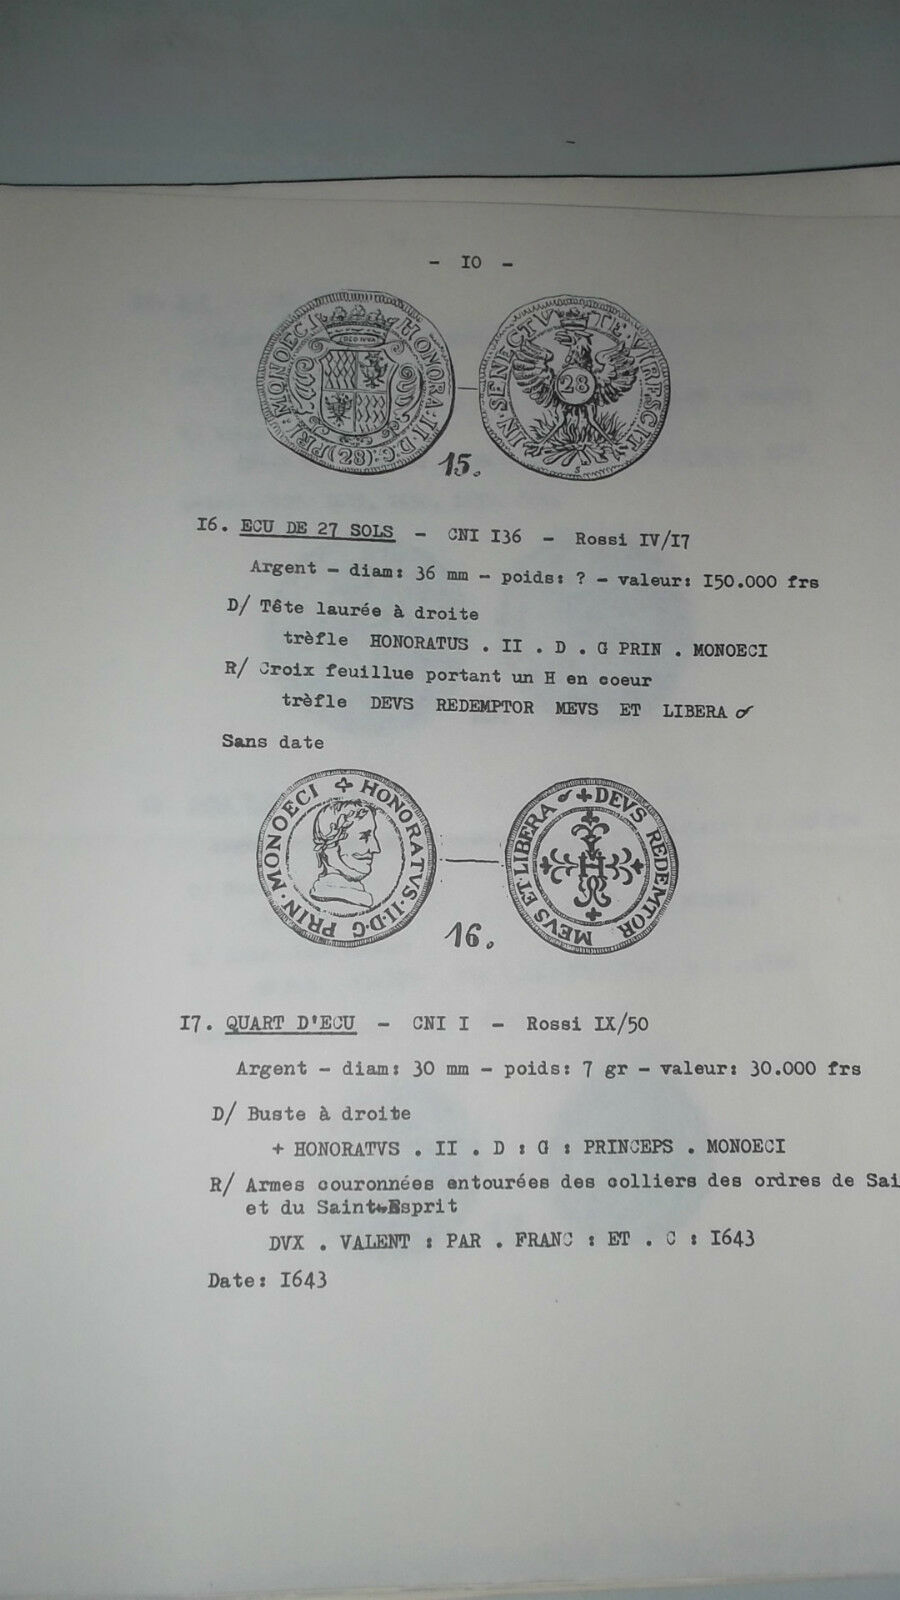 - I0 -
PRI · MONOECI HONORA · II · D · G (28)
IN · SENECTV TE · VIRESCIT
28
S
15.
I6. ECU DE 27 SOLS - CNI I36 - Rossi IV/I7
Argent - diam: 36 mm - poids: ? - valeur: I50.000 frs
D/ Tête laurée à droite
trèfle HONORATUS . II . D . G PRIN . MONOECI
R/ Croix feuillue portant un H en coeur
trèfle DEVS REDEMPTOR MEVS ET LIBERA
Sans date
HONORATVS · II · D · G PRIN · MONOECI
DEVS REDEMTOR MEVS ET · LIBERA
H
16.
I7. QUART D'ECU - CNI I - Rossi IX/50
Argent - diam: 30 mm - poids: 7 gr - valeur: 30.000 frs
D/ Buste à droite
+ HONORATVS . II . D : G : PRINCEPS . MONOECI
R/ Armes couronnées entourées des colliers des ordres de Sai
et du Saint-Esprit
DVX . VALENT : PAR . FRANC : ET . C : I643
Date: I643